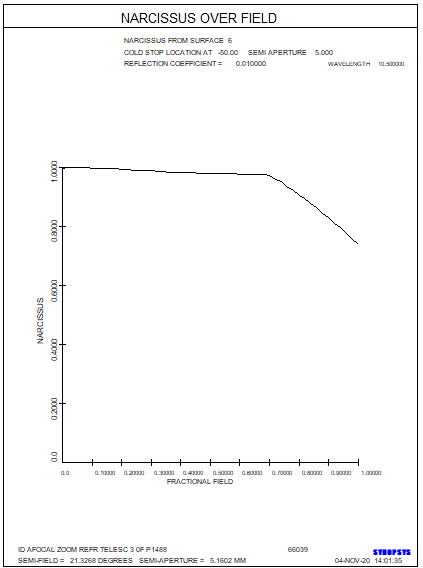 NARCISSUS OVER FIELD
NARCISSUS FROM SURFACE 6
COLD STOP LOCATION AT -50.00 SEMI APERTURE 5.000
REFLECTION COEFFICIENT = 0.010000 WAVELENGTH 10.500000
1.0000
0.8000
0.6000
NARCISSUS
0.4000
0.2000
0.0
0.0 0.10000 0.20000 0.30000 0.40000 0.50000 0.60000 0.70000 0.80000 0.90000 1.00000
FRACTIONAL FIELD
ID AFOCAL ZOOM REFR TELESC 3 0F P1488 66039
SYNOPSYS
SEMI-FIELD = 21.3268 DEGREES SEMI-APERTURE = 5.1602 MM 04-NOV-20 14:01:35